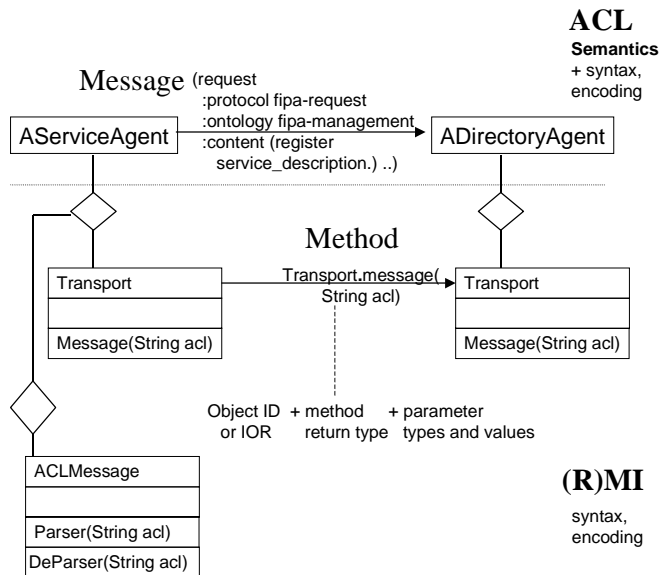 ACL
Semantics
+ syntax,
encoding
Message (request
:protocol fipa-request
:ontology fipa-management
:content (register
service_description.) ..)
AServiceAgent
ADirectoryAgent
Method
Transport.message(
String acl)
Transport
Message(String acl)
Transport
Message(String acl)
Object ID + method + parameter
or IOR return type types and values
ACLMessage
Parser(String acl)
DeParser(String acl)
(R)MI
syntax,
encoding